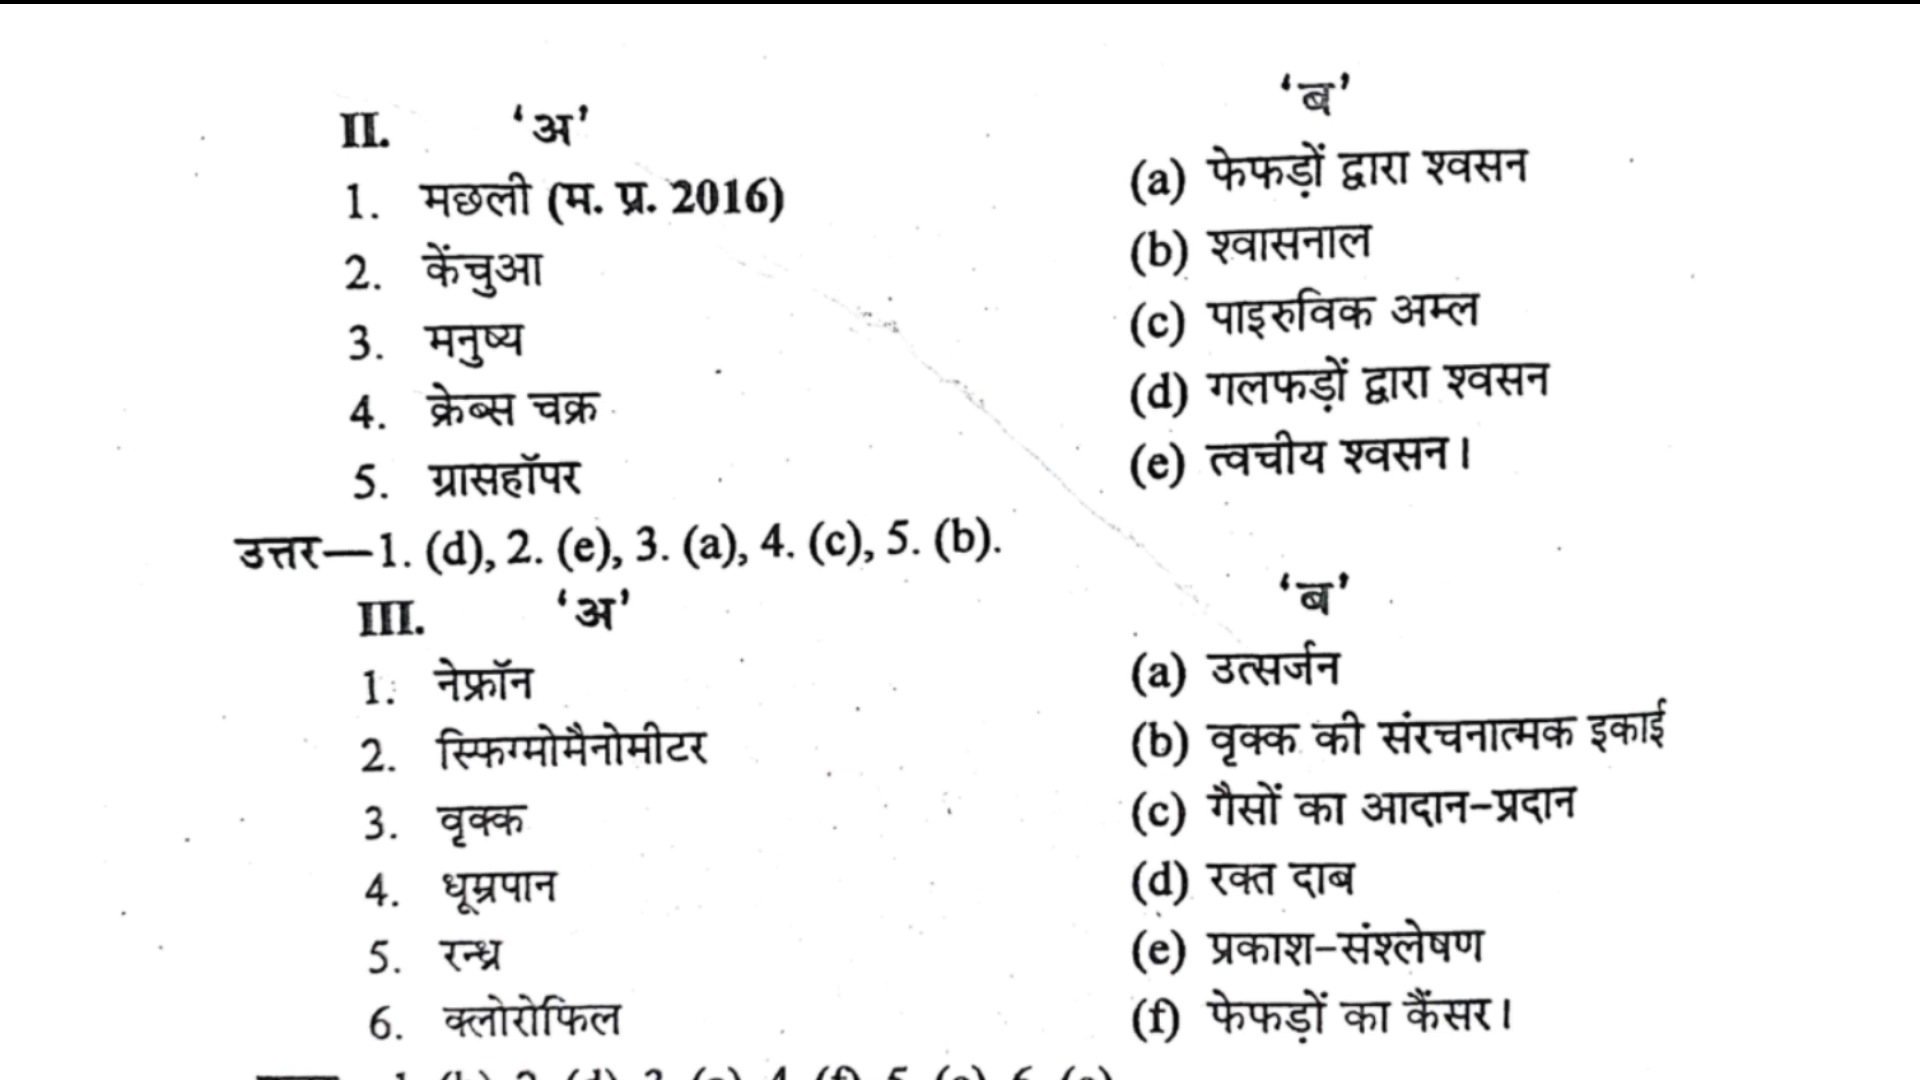 II. ‘अ’ ‘ब’
1. मछली (म. प्र. 2016) (a) फेफड़ों द्वारा श्वसन
2. केंचुआ (b) श्वासनाल
3. मनुष्य (c) पाइरुविक अम्ल
4. क्रेब्स चक्र (d) गलफड़ों द्वारा श्वसन
5. ग्रासहॉपर (e) त्वचीय श्वसन।
उत्तर—1. (d), 2. (e), 3. (a), 4. (c), 5. (b).
III. ‘अ’ ‘ब’
1. नेफ्रॉन (a) उत्सर्जन
2. स्फिग्मोमैनोमीटर (b) वृक्क की संरचनात्मक इकाई
3. वृक्क (c) गैसों का आदान-प्रदान
4. धूम्रपान (d) रक्त दाब
5. रन्ध्र (e) प्रकाश-संश्लेषण
6. क्लोरोफिल (f) फेफड़ों का कैंसर।